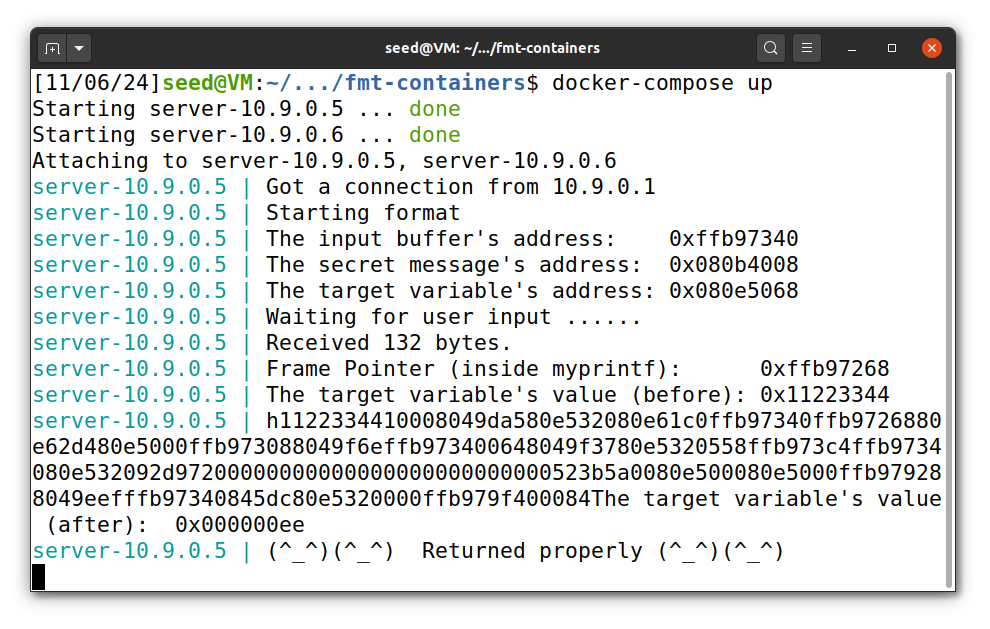 seed@VM: ~/.../fmt-containers
[11/06/24]seed@VM:~/.../fmt-containers$ docker-compose up
Starting server-10.9.0.5 ... done
Starting server-10.9.0.6 ... done
Attaching to server-10.9.0.5, server-10.9.0.6
server-10.9.0.5 | Got a connection from 10.9.0.1
server-10.9.0.5 | Starting format
server-10.9.0.5 | The input buffer's address:    0xffb97340
server-10.9.0.5 | The secret message's address:  0x080b4008
server-10.9.0.5 | The target variable's address: 0x080e5068
server-10.9.0.5 | Waiting for user input ......
server-10.9.0.5 | Received 132 bytes.
server-10.9.0.5 | Frame Pointer (inside myprintf):      0xffb97268
server-10.9.0.5 | The target variable's value (before): 0x11223344
server-10.9.0.5 | h1122334410008049da580e532080e61c0ffb97340ffb9726880
e62d480e5000ffb973088049f6effb973400648049f3780e5320558ffb973c4ffb9734
080e532092d97200000000000000000000000000523b5a0080e500080e5000ffb97928
8049eefffb97340845dc80e5320000ffb979f400084The target variable's value
 (after):  0x000000ee
server-10.9.0.5 | (^_^)(^_^)  Returned properly (^_^)(^_^)